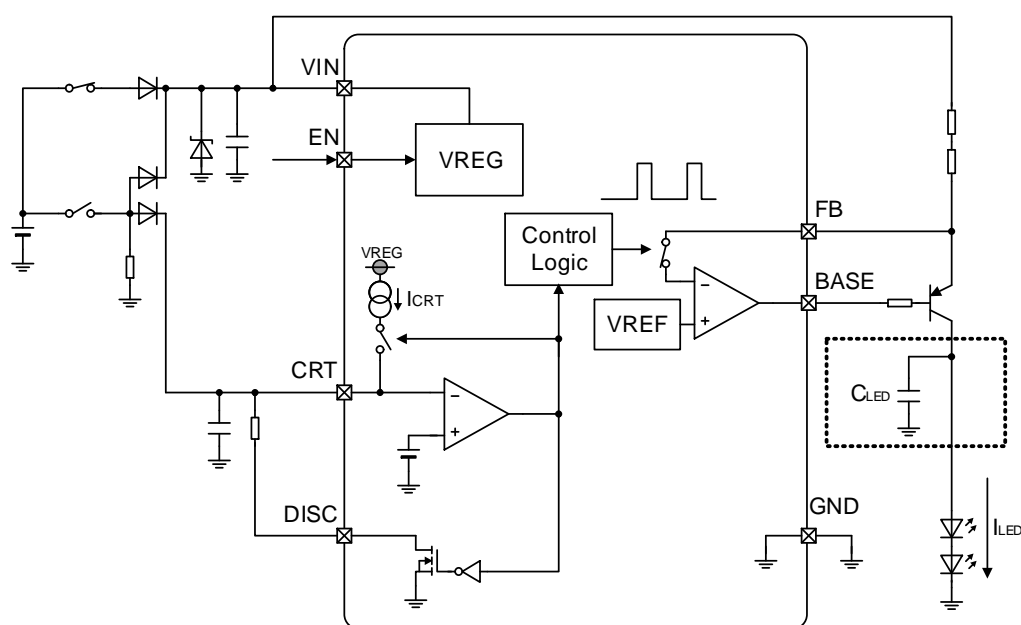 VIN
EN
VREG
FB
Control
Logic
VREG
ICRT
BASE
−
VREF
+
CRT
CLED
−
+
DISC
GND
ILED